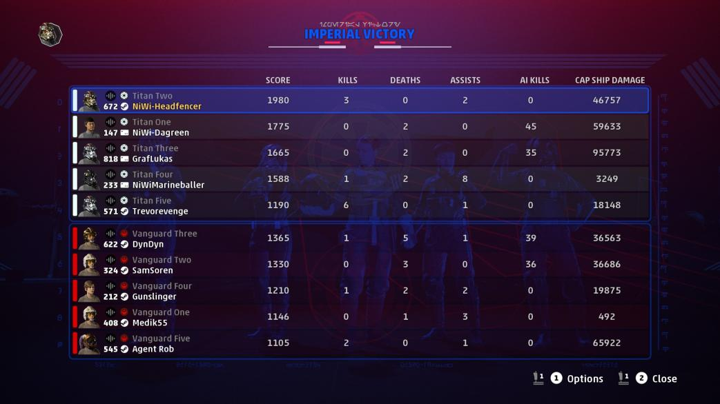 IMPERIAL VICTORY
SCORE KILLS DEATHS ASSISTS AI KILLS CAP SHIP DAMAGE
Titan Two
672 NiWi-Headfencer 1980 3 0 2 0 46757
Titan One
147 NiWi-Dagreen 1775 0 2 0 45 59633
Titan Three
818 GrafLukas 1665 0 2 0 35 95773
Titan Four
233 NiWiMarineballer 1588 1 2 8 0 3249
Titan Five
571 Trevorevenge 1190 6 0 1 0 18148
Vanguard Three
622 DynDyn 1365 1 5 1 39 36563
Vanguard Two
324 SamSoren 1330 0 3 0 36 36686
Vanguard Four
212 Gunslinger 1210 1 2 2 0 19875
Vanguard One
408 Medik55 1146 0 1 3 0 492
Vanguard Five
545 Agent Rob 1105 2 0 1 0 65922
1 1 Options 1 2 Close